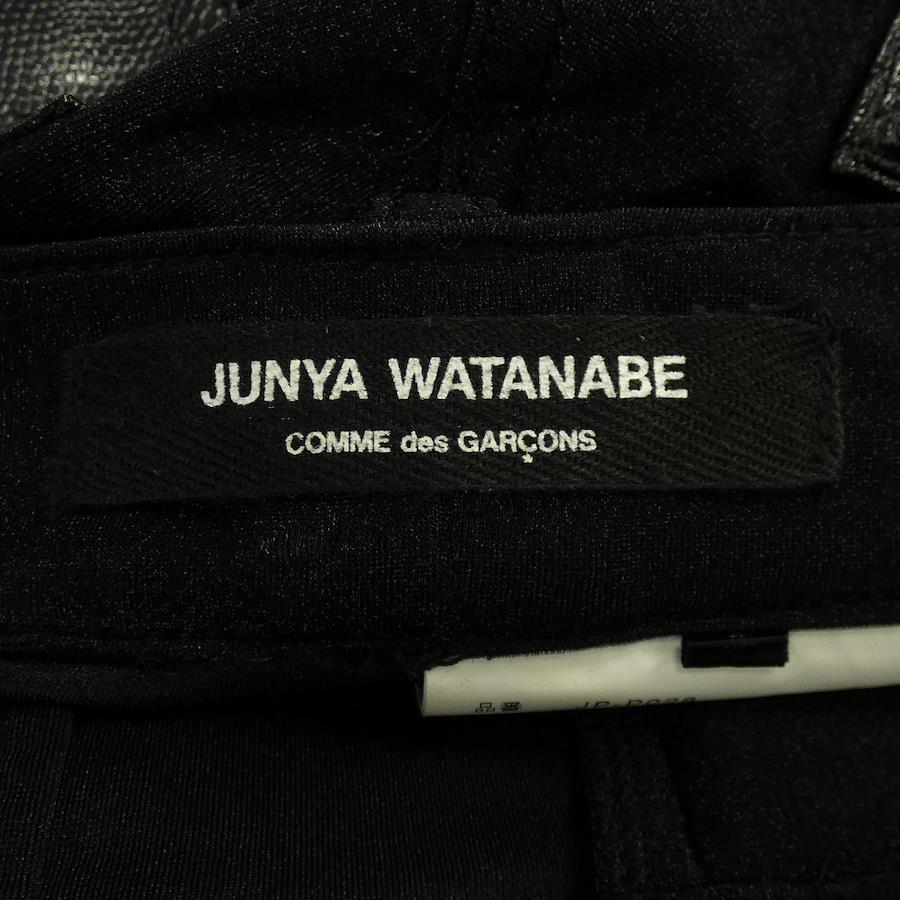 JUNYA WATANABE
COMME des GARÇONS
品番